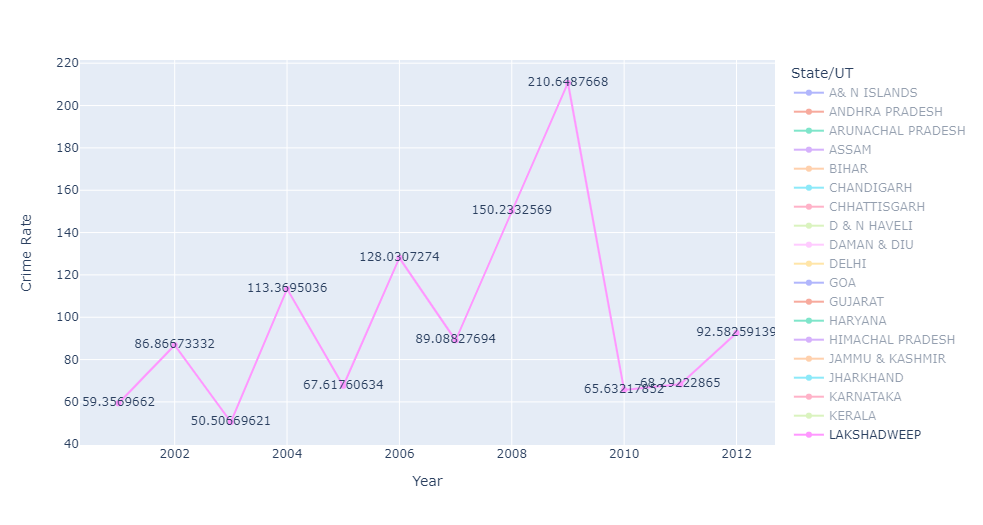 220
200
180
160
140
120
100
80
60
40
Crime Rate
59.3569662
86.86673332
50.50669621
113.3695036
67.61760634
128.0307274
89.08827694
150.2332569
210.6487668
65.63217852
68.29222865
92.58259139
2002
2004
2006
2008
2010
2012
Year
State/UT
A& N ISLANDS
ANDHRA PRADESH
ARUNACHAL PRADESH
ASSAM
BIHAR
CHANDIGARH
CHHATTISGARH
D & N HAVELI
DAMAN & DIU
DELHI
GOA
GUJARAT
HARYANA
HIMACHAL PRADESH
JAMMU & KASHMIR
JHARKHAND
KARNATAKA
KERALA
LAKSHADWEEP